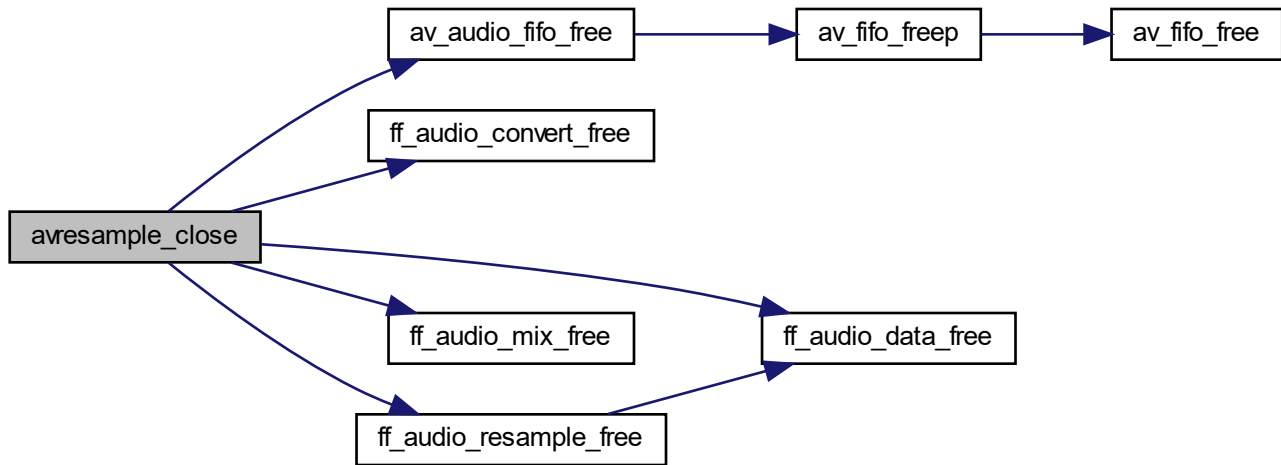 av_audio_fifo_free
av_fifo_freep
av_fifo_free
ff_audio_convert_free
avresample_close
ff_audio_mix_free
ff_audio_data_free
ff_audio_resample_free